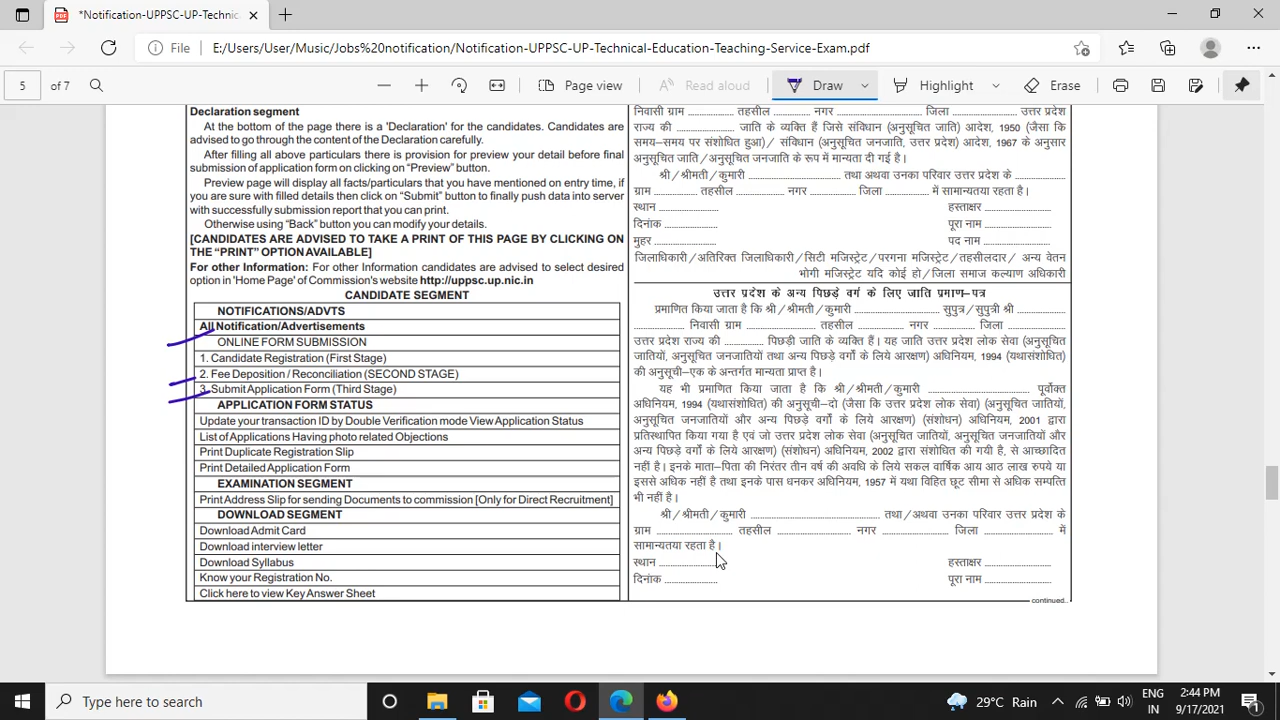 *Notification-UPPSC-UP-Technic
File
E:/Users/User/Music/Jobs%20notification/Notification-UPPSC-UP-Technical-Education-Teaching-Service-Exam.pdf
5 of 7
Page view
Read aloud
Draw
Highlight
Erase
Declaration segment
At the bottom of the page there is a 'Declaration' for the candidates. Candidates are
advised to go through the content of the Declaration carefully.
After filling all above particulars there is provision for preview your detail before final
submission of application form on clicking on "Preview" button.
Preview page will display all facts/particulars that you have mentioned on entry time, if
you are sure with filled details then click on "Submit" button to finally push data into server
with successfully submission report that you can print.
Otherwise using "Back" button you can modify your details.
[CANDIDATES ARE ADVISED TO TAKE A PRINT OF THIS PAGE BY CLICKING ON
THE "PRINT" OPTION AVAILABLE]
For other Information: For other Information candidates are advised to select desired
option in 'Home Page' of Commission's website http://uppsc.up.nic.in
CANDIDATE SEGMENT
NOTIFICATIONS/ADVTS
All Notification/Advertisements
ONLINE FORM SUBMISSION
1. Candidate Registration (First Stage)
2. Fee Deposition / Reconciliation (SECOND STAGE)
3. Submit Application Form (Third Stage)
APPLICATION FORM STATUS
Update your transaction ID by Double Verification mode View Application Status
List of Applications Having photo related Objections
Print Duplicate Registration Slip
Print Detailed Application Form
EXAMINATION SEGMENT
Print Address Slip for sending Documents to commission [Only for Direct Recruitment]
DOWNLOAD SEGMENT
Download Admit Card
Download interview letter
Download Syllabus
Know your Registration No.
Click here to view Key Answer Sheet
निवासी ग्राम .................. तहसील ............ नगर .................. जिला .................. उत्तर प्रदेश
राज्य की .................. जाति के व्यक्ति हैं जिसे संविधान (अनुसूचित जाति) आदेश, 1950 (जैसा कि
समय–समय पर संशोधित हुआ)/ संविधान (अनुसूचित जनजाति, उत्तर प्रदेश) आदेश, 1967 के अनुसार
अनुसूचित जाति/अनुसूचित जनजाति के रूप में मान्यता दी गई है।
श्री/श्रीमती/कुमारी ........................ तथा अथवा उनका परिवार उत्तर प्रदेश के ..................
ग्राम ............ तहसील ............ नगर ............ जिला ............ में सामान्यतया रहता है।
स्थान .................. हस्ताक्षर ..................
दिनांक .................. पूरा नाम ..................
मुहर .................. पद नाम ..................
जिलाधिकारी/अतिरिक्त जिलाधिकारी/सिटी मजिस्ट्रेट/परगना मजिस्ट्रेट/तहसीलदार/ अन्य वेतन
भोगी मजिस्ट्रेट यदि कोई हो/जिला समाज कल्याण अधिकारी
उत्तर प्रदेश के अन्य पिछड़े वर्ग के लिए जाति प्रमाण–पत्र
प्रमाणित किया जाता है कि श्री/श्रीमती/कुमारी .................. सुपुत्र/सुपुत्री श्री ..................
............ निवासी ग्राम .................. तहसील .................. नगर .................. जिला ..................
उत्तर प्रदेश राज्य की ............ पिछड़ी जाति के व्यक्ति हैं। यह जाति उत्तर प्रदेश लोक सेवा (अनुसूचित
जातियों, अनुसूचित जनजातियों तथा अन्य पिछड़े वर्गों के लिये आरक्षण) अधिनियम, 1994 (यथासंशोधित)
की अनुसूची–एक के अन्तर्गत मान्यता प्राप्त है।
यह भी प्रमाणित किया जाता है कि श्री/श्रीमती/कुमारी .................. पूर्वोक्त
अधिनियम, 1994 (यथासंशोधित) की अनुसूची–दो (जैसा कि उत्तर प्रदेश लोक सेवा) (अनुसूचित जातियों,
अनुसूचित जनजातियों और अन्य पिछड़े वर्गों के लिए आरक्षण) (संशोधन) अधिनियम, 2001 द्वारा
प्रतिस्थापित किया गया है एवं जो उत्तर प्रदेश लोक सेवा (अनुसूचित जातियों, अनुसूचित जनजातियों और
अन्य पिछड़े वर्गों के लिए आरक्षण) (संशोधन) अधिनियम, 2002 द्वारा संशोधित की गयी है, से आच्छादित
नहीं है। इनके माता–पिता की निरंतर तीन वर्ष की अवधि के लिये सकल वार्षिक आय आठ लाख रुपये या
इससे अधिक नहीं है तथा इनके पास धनकर अधिनियम, 1957 में यथा विहित छूट सीमा से अधिक सम्पत्ति
भी नहीं है।
श्री/श्रीमती/कुमारी .................. तथा/अथवा उनका परिवार उत्तर प्रदेश के
ग्राम .................. तहसील .................. नगर .................. जिला .................. में
सामान्यतया रहता है।
स्थान .................. हस्ताक्षर ..................
दिनांक .................. पूरा नाम ..................
continued..
Type here to search
29°C Rain
ENG
IN
2:44 PM
9/17/2021
1